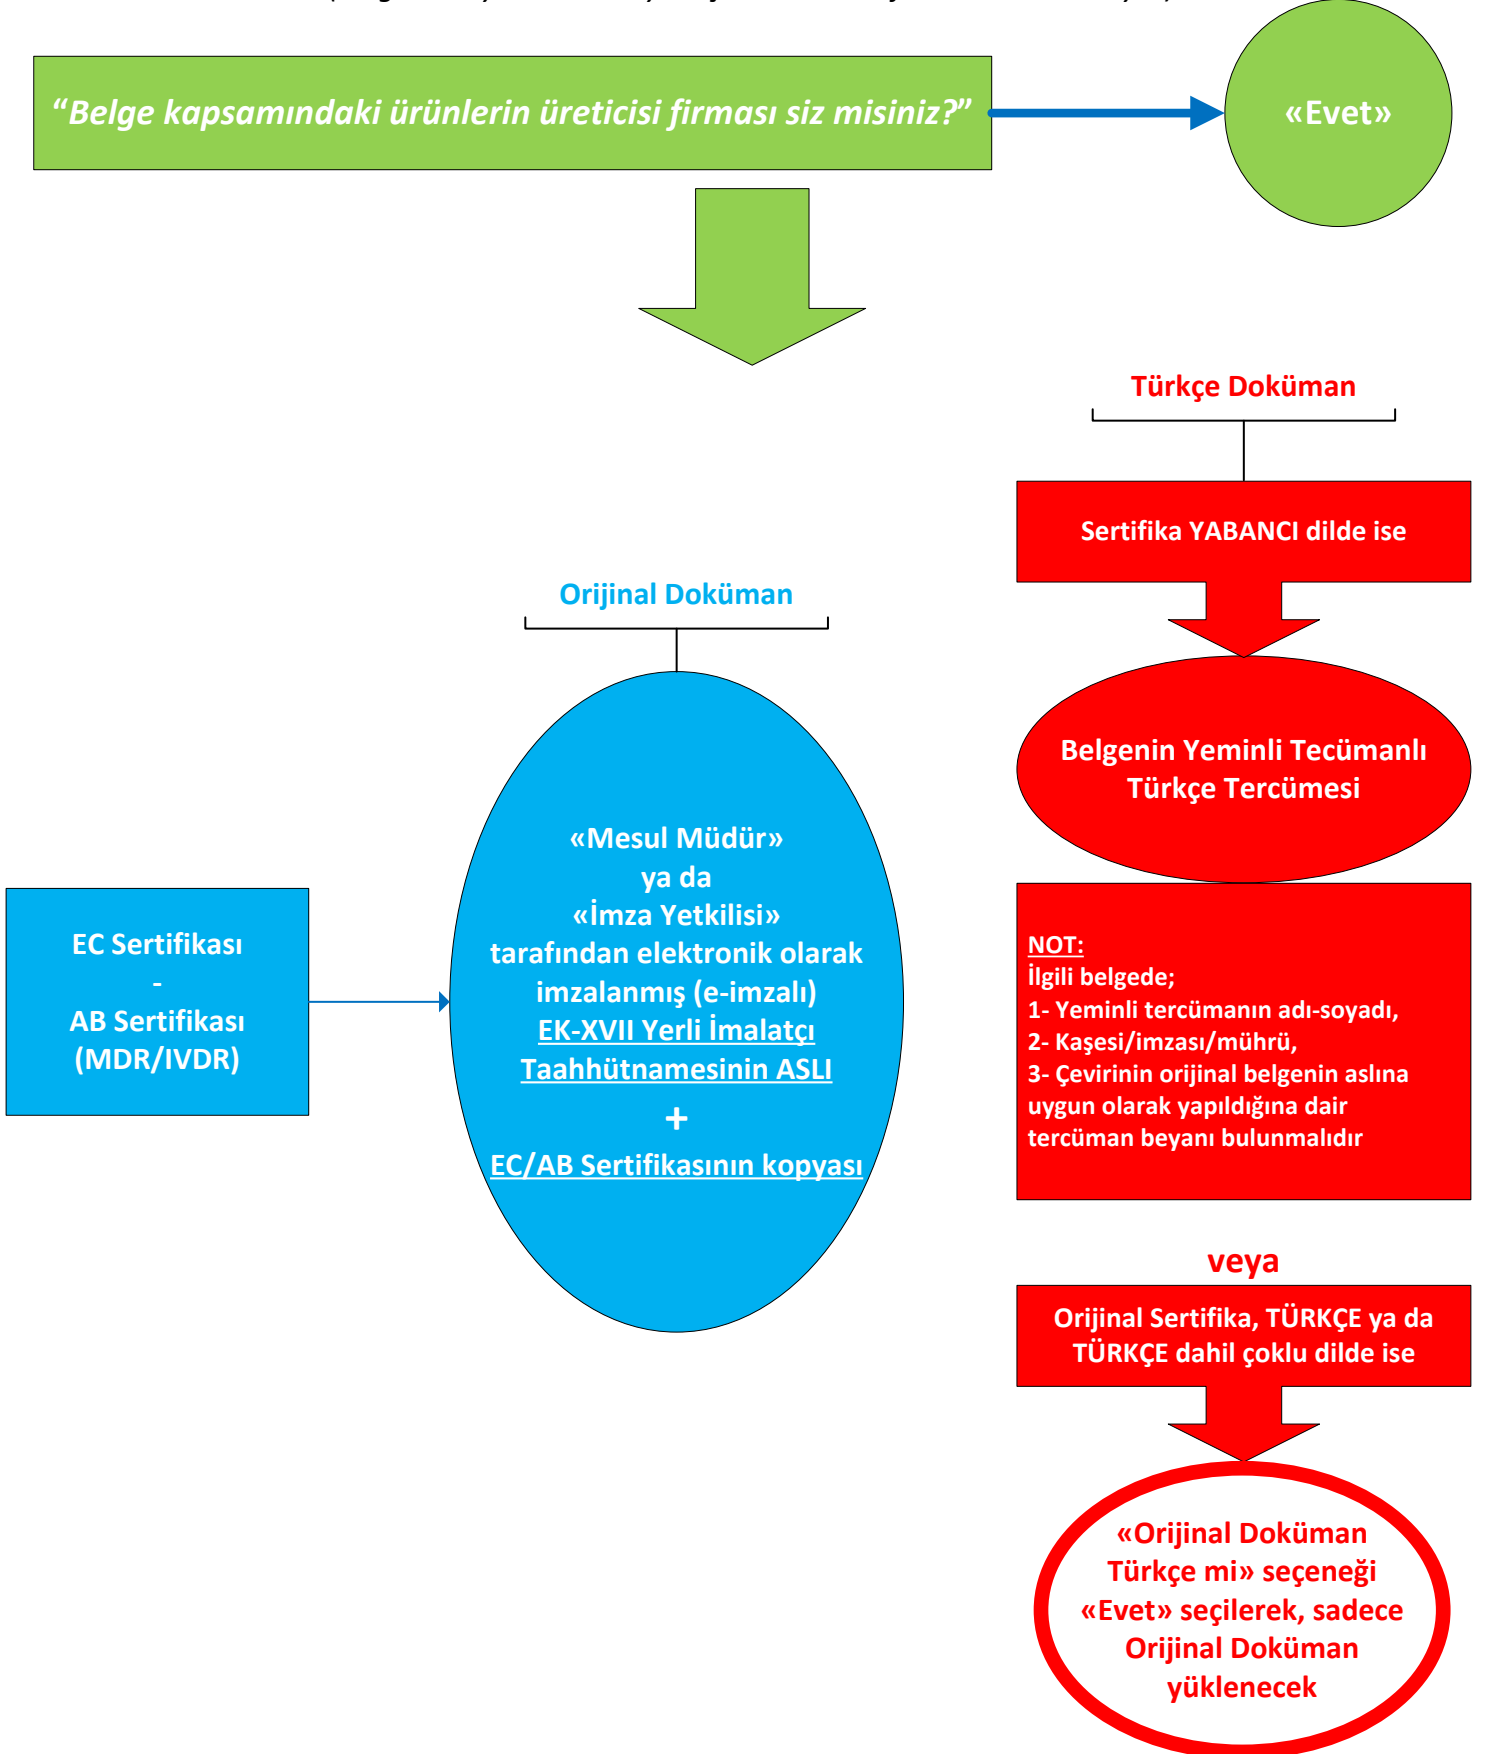 “Belge kapsamındaki ürünlerin üreticisi firması siz misiniz?”
«Evet»
Türkçe Doküman
Sertifika YABANCI dilde ise
Orijinal Doküman
Belgenin Yeminli Tecümanlı
Türkçe Tercümesi
«Mesul Müdür»
ya da
«İmza Yetkilisi»
tarafından elektronik olarak
imzalanmış (e-imzalı)
EK-XVII Yerli İmalatçı
Taahhütnamesinin ASLI
+
EC/AB Sertifikasının kopyası
EC Sertifikası
-
AB Sertifikası
(MDR/IVDR)
NOT:
İlgili belgede;
1- Yeminli tercümanın adı-soyadı,
2- Kaşesi/imzası/mührü,
3- Çevirinin orijinal belgenin aslına
uygun olarak yapıldığına dair
tercüman beyanı bulunmalıdır
veya
Orijinal Sertifika, TÜRKÇE ya da
TÜRKÇE dahil çoklu dilde ise
«Orijinal Doküman
Türkçe mi» seçeneği
«Evet» seçilerek, sadece
Orijinal Doküman
yüklenecek